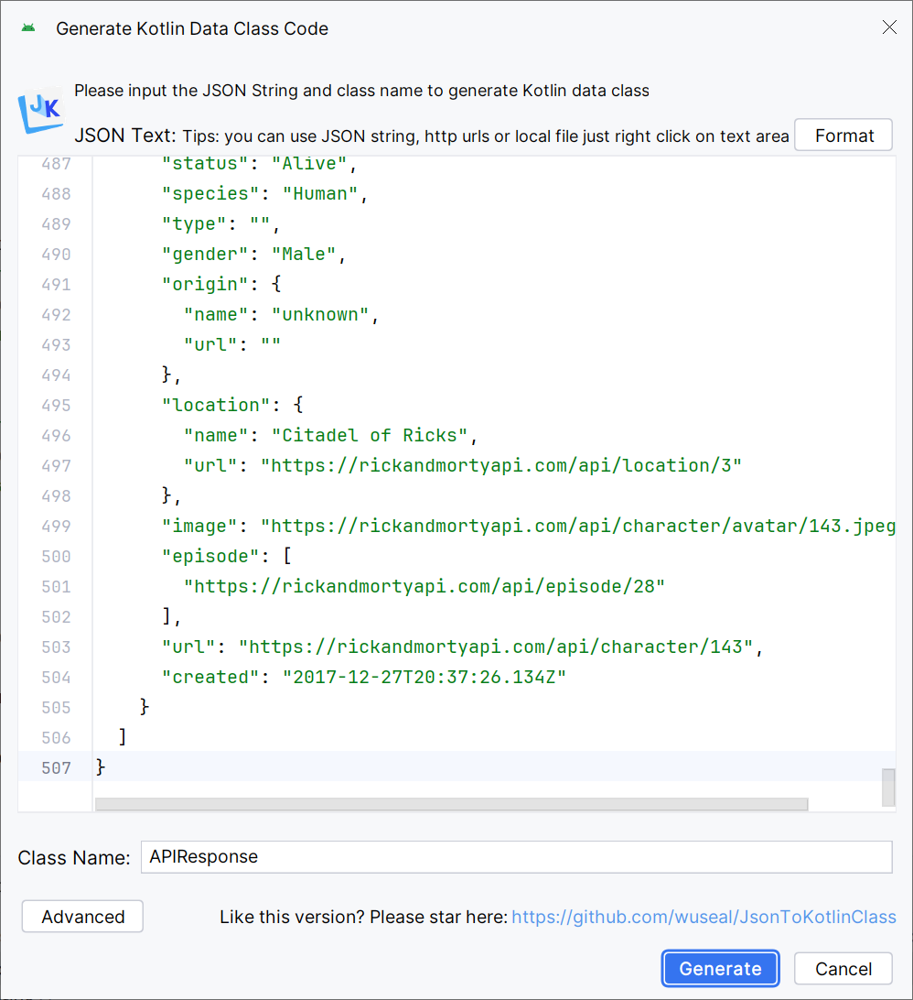 Generate Kotlin Data Class Code
Please input the JSON String and class name to generate Kotlin data class
JK
JSON Text: Tips: you can use JSON string, http urls or local file just right click on text area Format
487 "status": "Alive",
488 "species": "Human",
489 "type": "",
490 "gender": "Male",
491 "origin": {
492 "name": "unknown",
493 "url": ""
494 },
495 "location": {
496 "name": "Citadel of Ricks",
497 "url": "https://rickandmortyapi.com/api/location/3"
498 },
499 "image": "https://rickandmortyapi.com/api/character/avatar/143.jpeg
500 "episode": [
501 "https://rickandmortyapi.com/api/episode/28"
502 ],
503 "url": "https://rickandmortyapi.com/api/character/143",
504 "created": "2017-12-27T20:37:26.134Z"
505 }
506 ]
507 }
Class Name: APIResponse
Advanced Like this version? Please star here: https://github.com/wuseal/JsonToKotlinClass
Generate Cancel